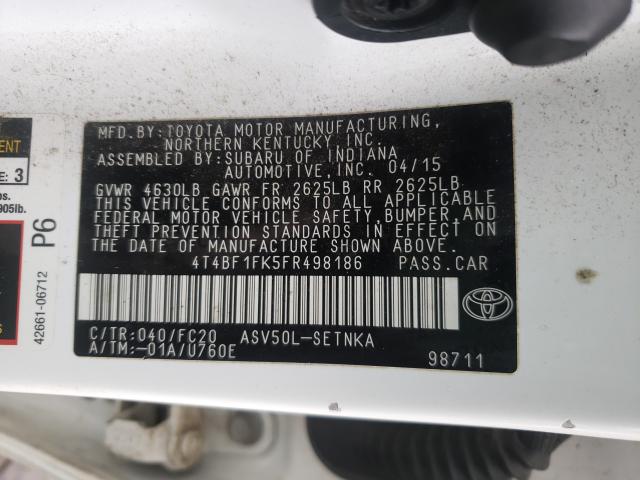 MFD.BY:TOYOTA MOTOR MANUFACTURING,
NORTHERN KENTUCKY INC.
ASSEMBLED BY:SUBARU OF INDIANA
AUTOMOTIVE,INC. 04/15
GVWR 4630LB GAWR FR 2625LB RR 2625LB
THIS VEHICLE CONFORMS TO ALL APPLICABLE
FEDERAL MOTOR VEHICLE SAFETY,BUMPER,AND
THEFT PREVENTION STANDARDS IN EFFECT ON
THE DATE OF MANUFACTURE SHOWN ABOVE.
4T4BF1FK5FR498186 PASS.CAR
C/TR:040/FC20 ASV50L-SETNKA
A/TM:-01A/U760E 98711
TOYOTA
P6
42661-06712
E: 3
905lb.